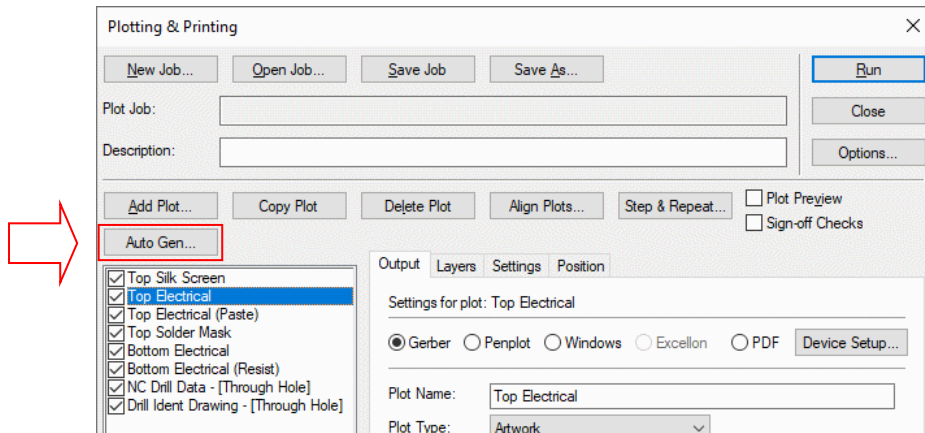 Plotting & Printing
New Job... Open Job... Save Job Save As... Run
Plot Job: Close
Description: Options...
Add Plot... Copy Plot Delete Plot Align Plots... Step & Repeat... Plot Preview
Sign-off Checks
Auto Gen...
Output Layers Settings Position
Top Silk Screen
Top Electrical
Top Electrical (Paste)
Top Solder Mask
Bottom Electrical
Bottom Electrical (Resist)
NC Drill Data - [Through Hole]
Drill Ident Drawing - [Through Hole]
Settings for plot: Top Electrical
Gerber Penplot Windows Excellon PDF Device Setup...
Plot Name: Top Electrical
Plot Type: Artwork